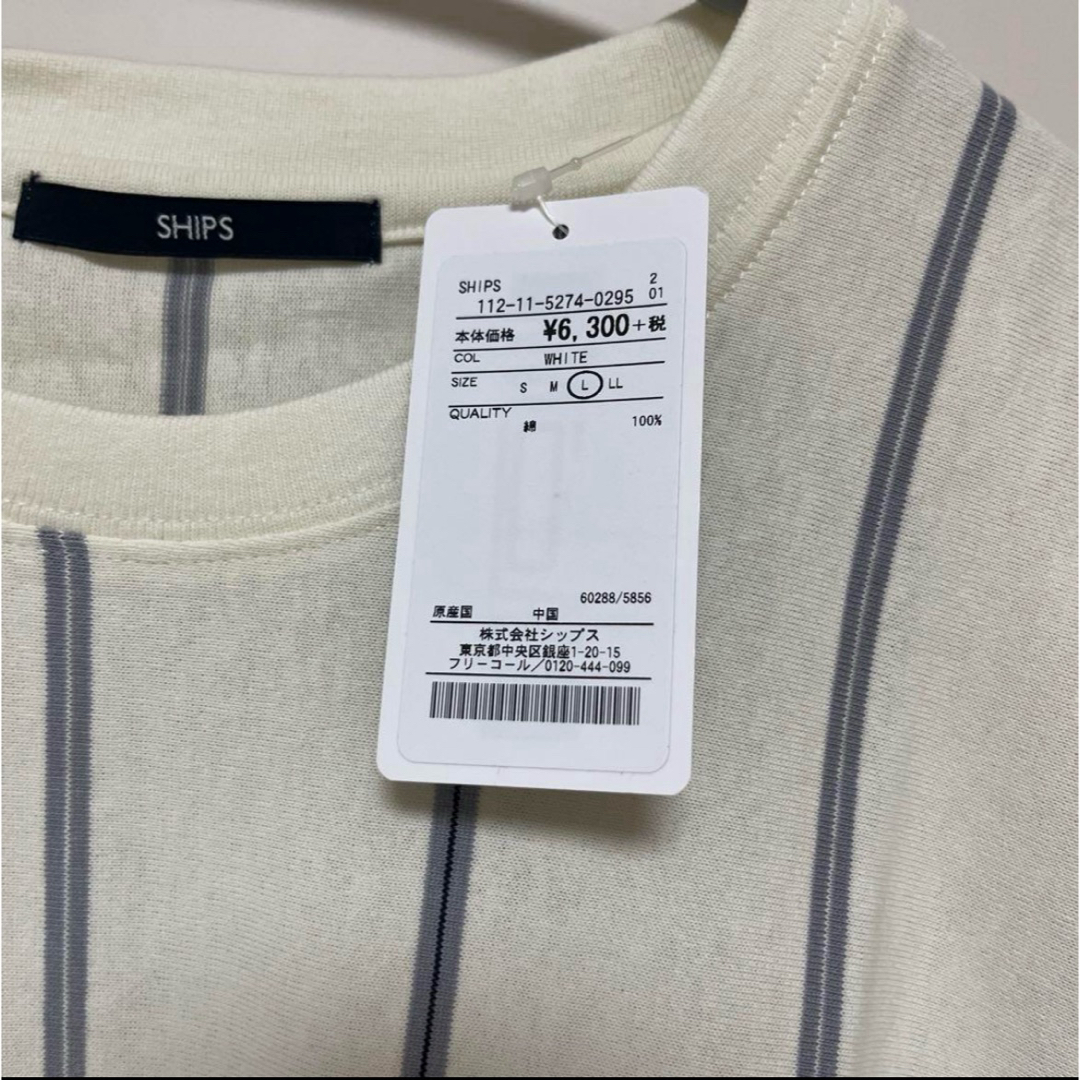 SHIPS
SHIPS 2
112-11-5274-0295 01
本体価格 ¥6,300+税
COL WHITE
SIZE S M L LL
QUALITY
綿 100%
60288/5856
原産国 中国
株式会社シップス
東京都中央区銀座1-20-15
フリーコール/0120-444-099